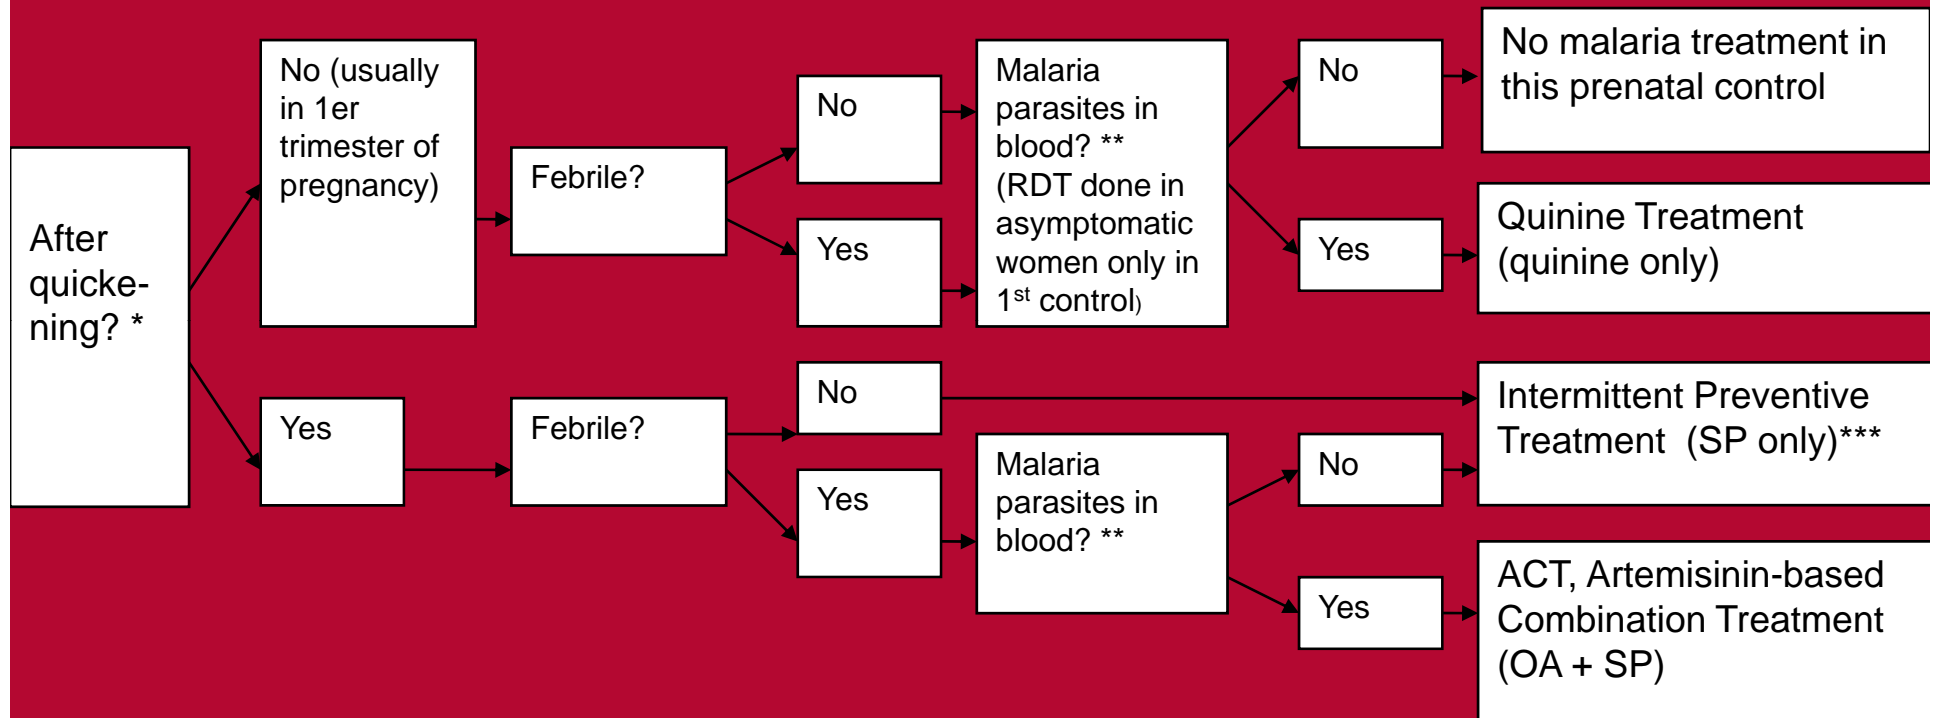 After
quicke-
ning? *
No (usually
in 1er
trimester of
pregnancy)
Febrile?
No
Yes
Malaria
parasites in
blood? **
(RDT done in
asymptomatic
women only in
1st control)
No
Yes
No malaria treatment in
this prenatal control
Quinine Treatment
(quinine only)
Yes
Febrile?
No
Yes
Malaria
parasites in
blood? **
No
Yes
Intermittent Preventive
Treatment  (SP only)***
ACT, Artemisinin-based
Combination Treatment
(OA + SP)